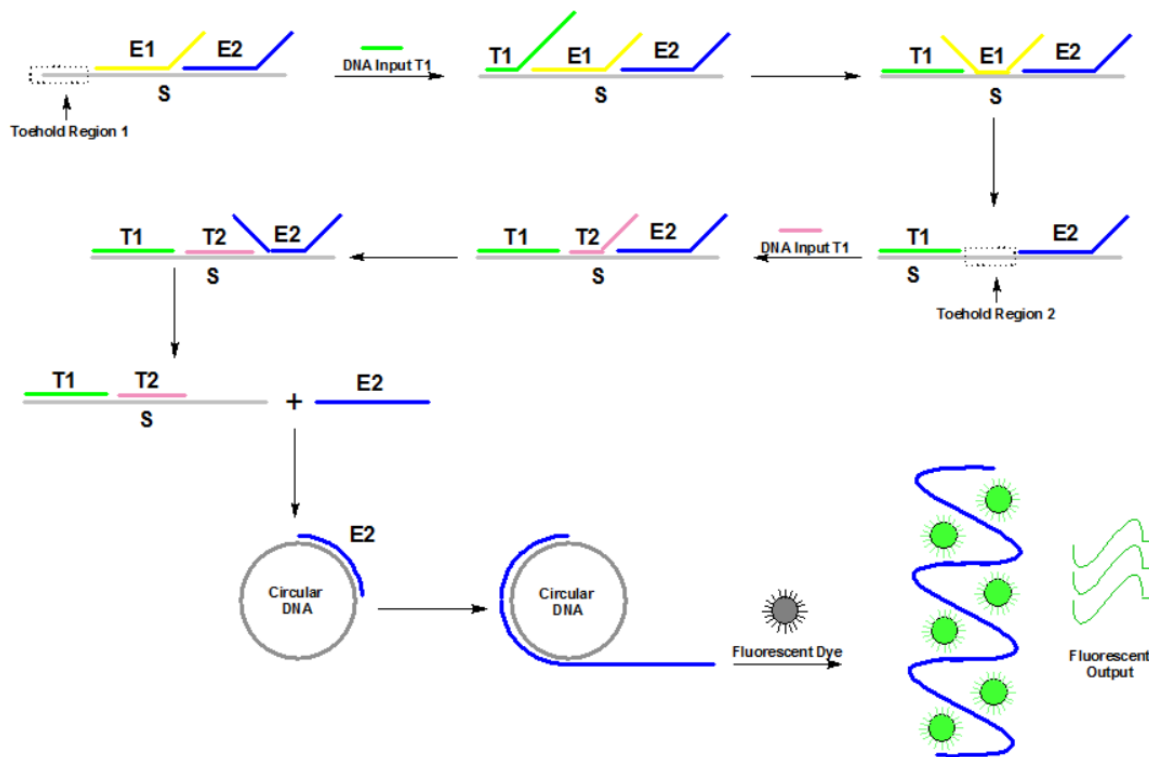 E1 E2
S
Toehold Region 1
DNA Input T1
T1 E1 E2
S
T1 E1 E2
S
T1 T2 E2
S
T1 T2 E2
S
DNA Input T1
T1 E2
S
Toehold Region 2
T1 T2
S
+
E2
E2
Circular
DNA
Circular
DNA
Fluorescent Dye
Fluorescent
Output